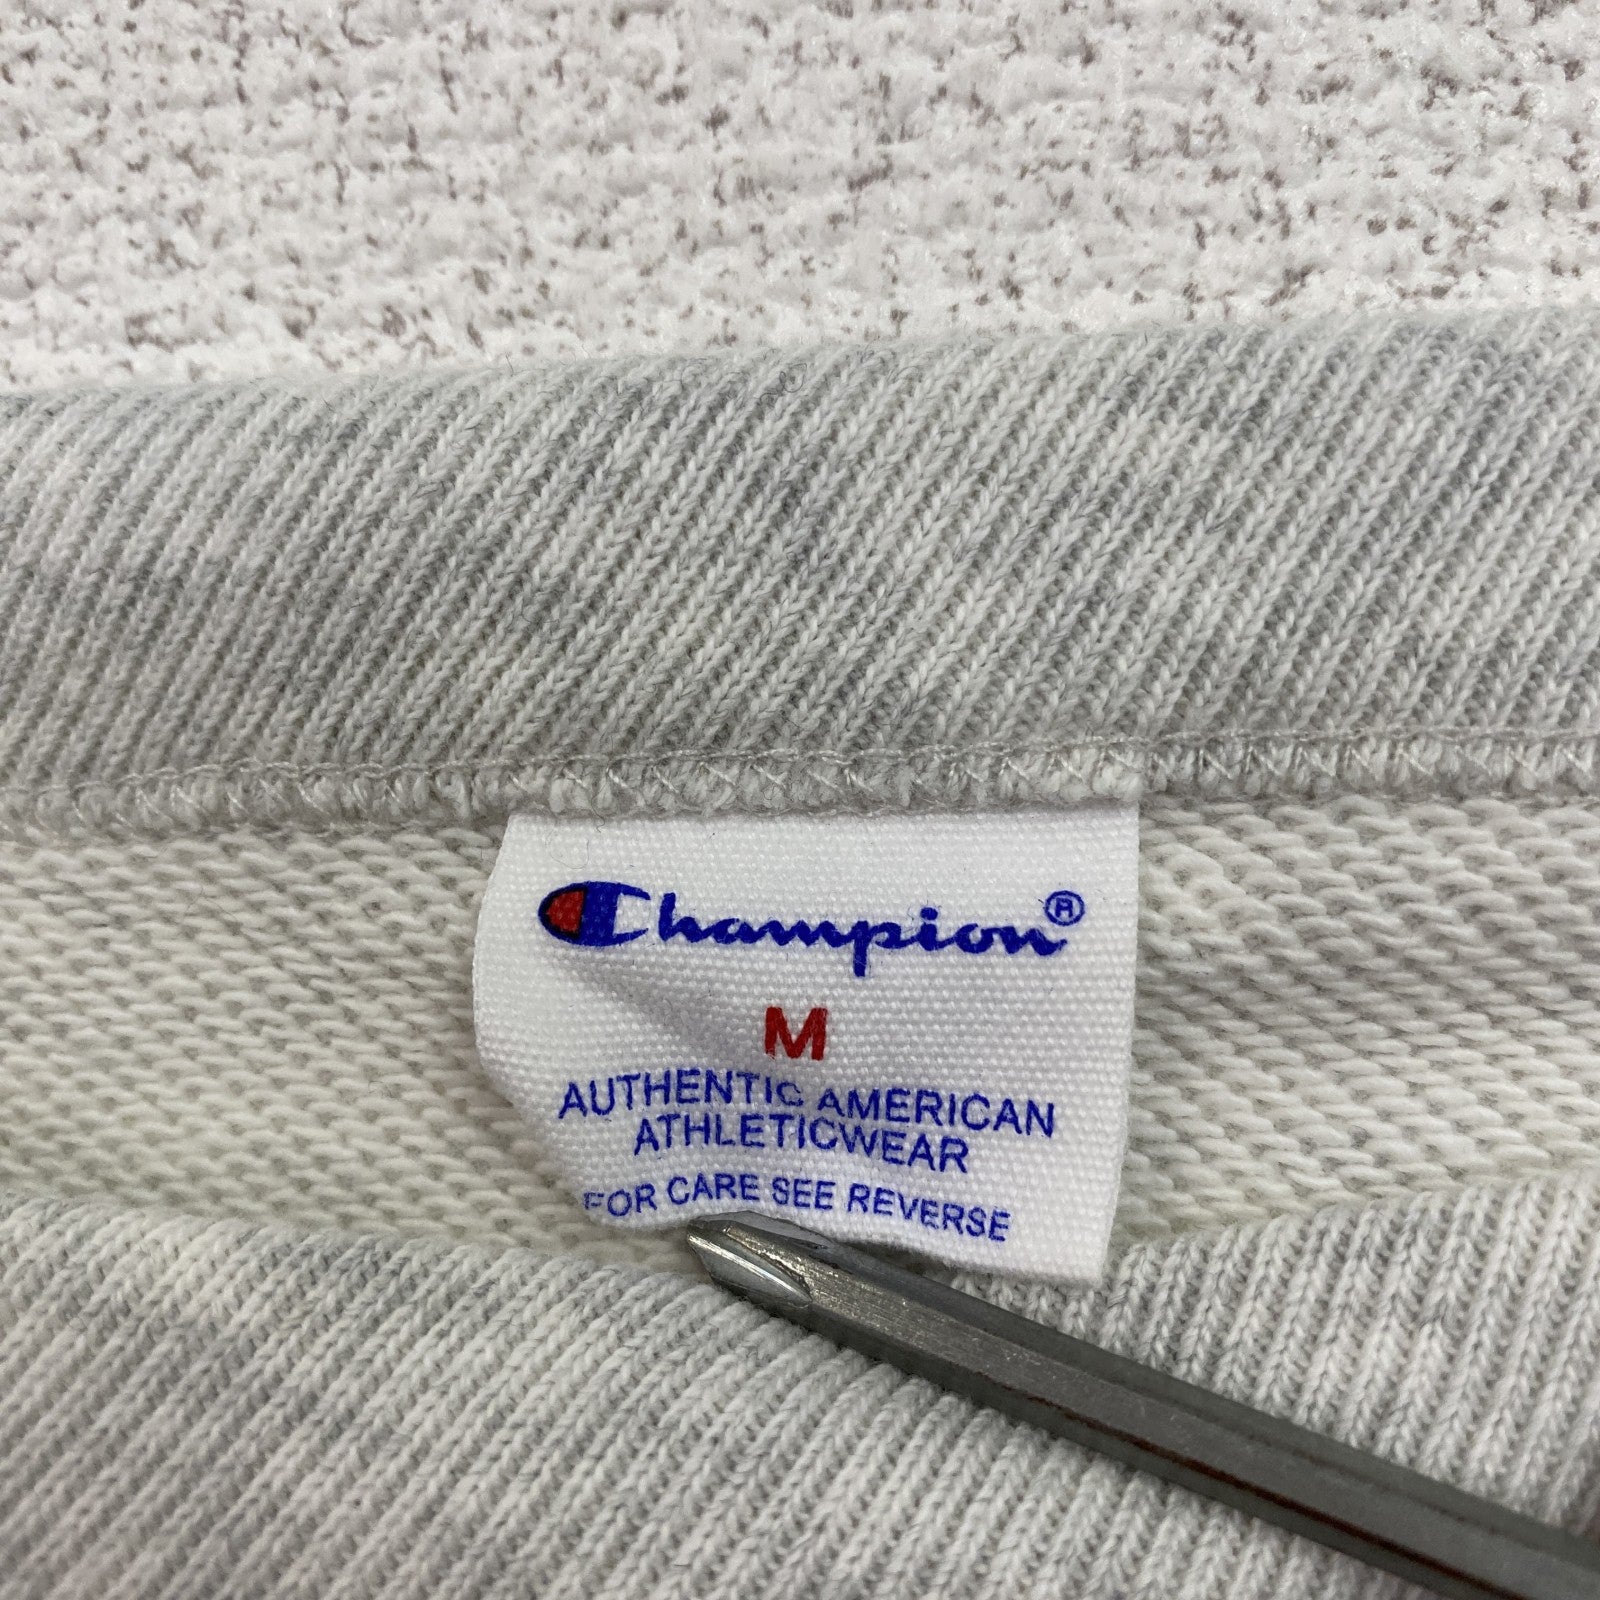 Champion®
M
AUTHENTIC AMERICAN
ATHLETICWEAR
FOR CARE SEE REVERSE